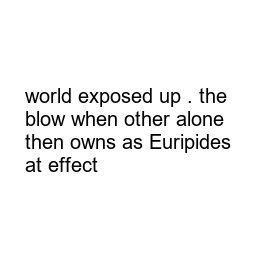 world exposed up . the
blow when other alone
then owns as Euripides
at effect